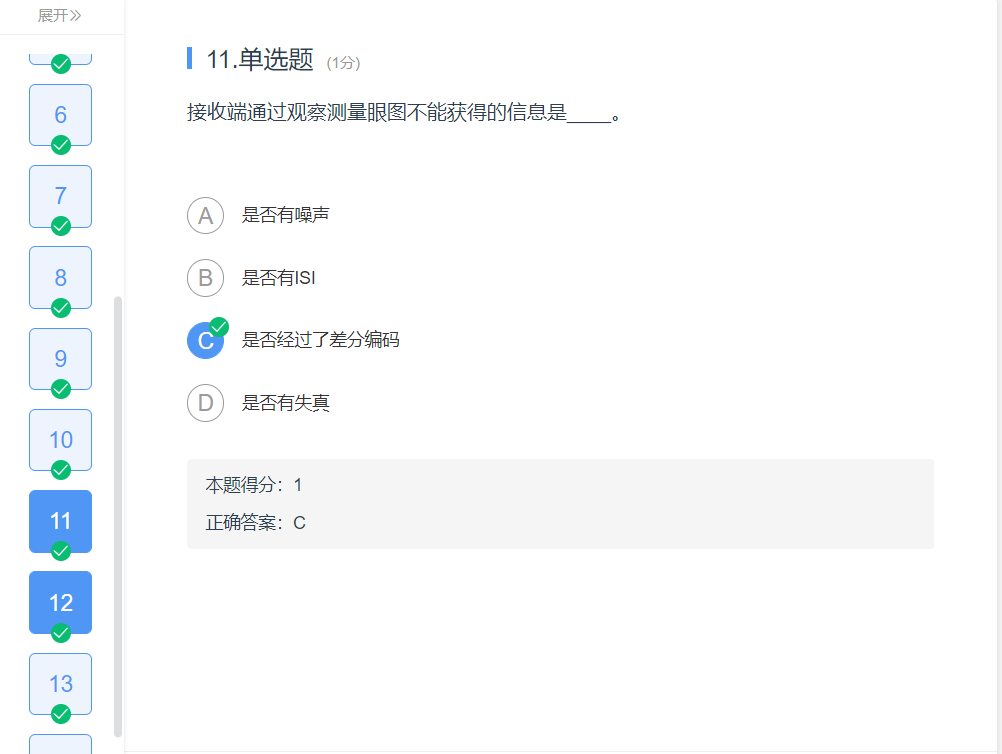 展开
6
7
8
9
10
11
12
13
11.单选题 (1分)
接收端通过观察测量眼图不能获得的信息是____。
A 是否有噪声
B 是否有ISI
C 是否经过了差分编码
D 是否有失真
本题得分：1
正确答案：C